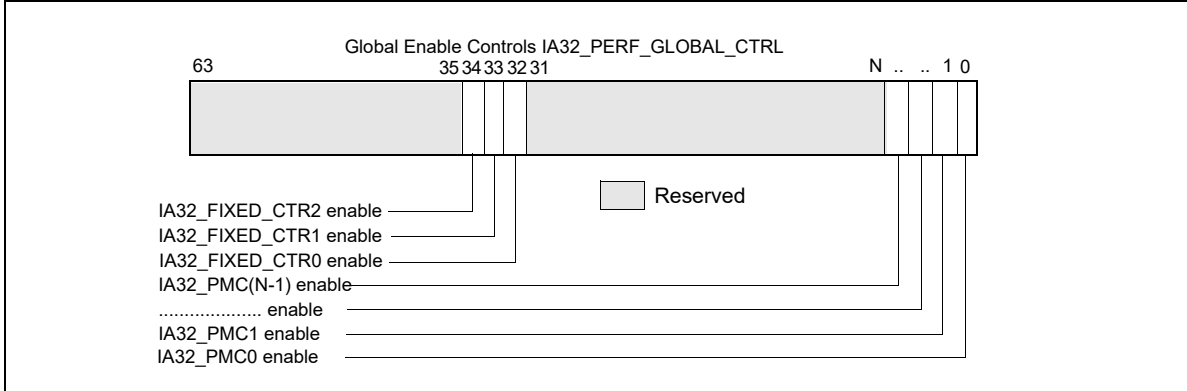 Global Enable Controls IA32_PERF_GLOBAL_CTRL
63 35 34 33 32 31 N .. .. 1 0
Reserved
IA32_FIXED_CTR2 enable
IA32_FIXED_CTR1 enable
IA32_FIXED_CTR0 enable
IA32_PMC(N-1) enable
.................... enable
IA32_PMC1 enable
IA32_PMC0 enable